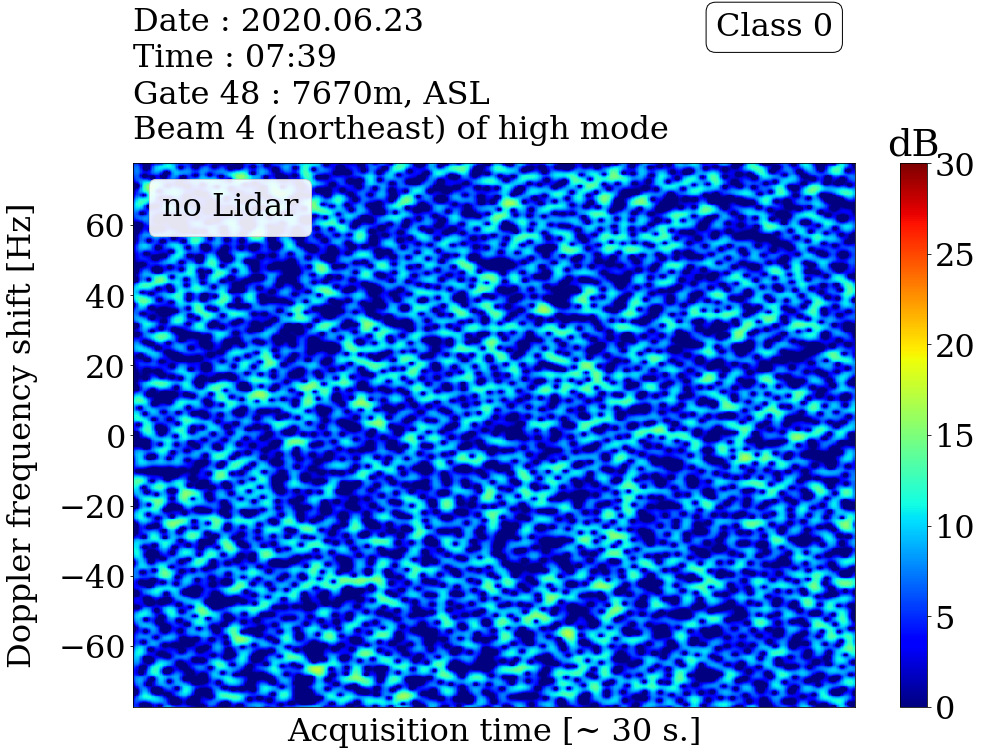 Date : 2020.06.23
Time : 07:39
Gate 48 : 7670m, ASL
Beam 4 (northeast) of high mode
Class 0
no Lidar
dB
30
25
20
15
10
5
0
Doppler frequency shift [Hz]
60
40
20
0
−20
−40
−60
Acquisition time [~ 30 s.]